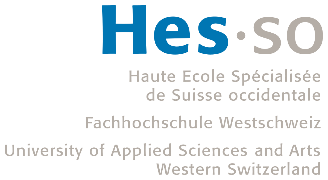 Hes·so
Haute Ecole Spécialisée
de Suisse occidentale
Fachhochschule Westschweiz
University of Applied Sciences and Arts
Western Switzerland